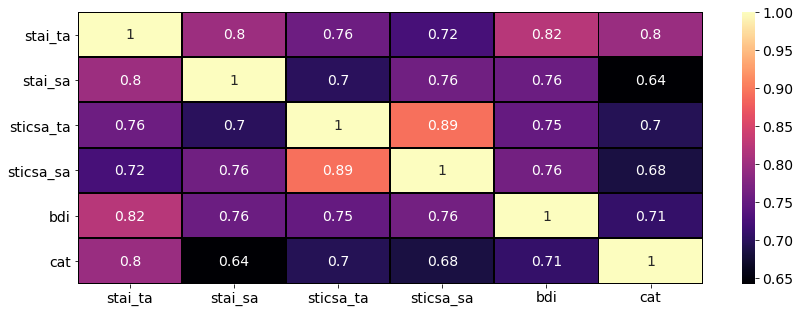 stai_ta 1 0.8 0.76 0.72 0.82 0.8
stai_sa 0.8 1 0.7 0.76 0.76 0.64
sticsa_ta 0.76 0.7 1 0.89 0.75 0.7
sticsa_sa 0.72 0.76 0.89 1 0.76 0.68
bdi 0.82 0.76 0.75 0.76 1 0.71
cat 0.8 0.64 0.7 0.68 0.71 1
stai_ta stai_sa sticsa_ta sticsa_sa bdi cat
1.00
0.95
0.90
0.85
0.80
0.75
0.70
0.65